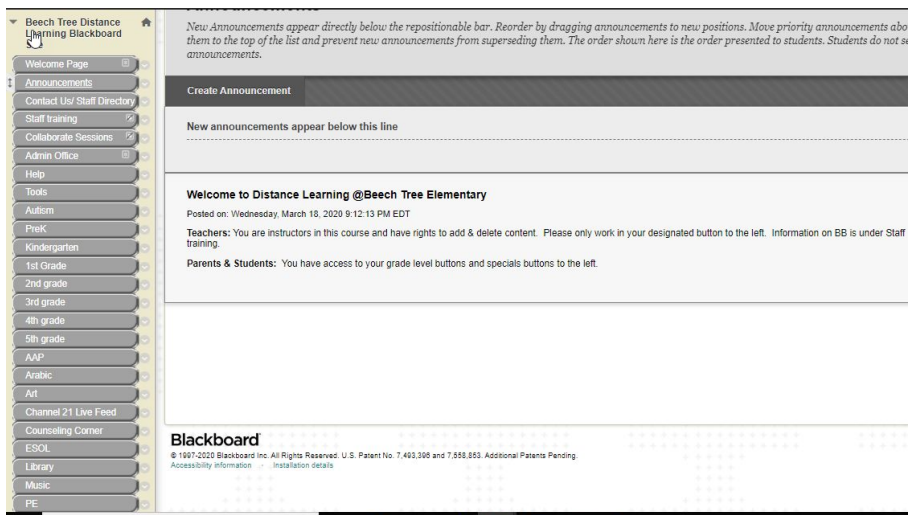 Beech Tree Distance
Learning Blackboard
Welcome Page
Announcements
Contact Us/ Staff Directory
Staff training
Collaborate Sessions
Admin Office
Help
Tools
Autism
PreK
Kindergarten
1st Grade
2nd grade
3rd grade
4th grade
5th grade
AAP
Arabic
Art
Channel 21 Live Feed
Counseling Corner
ESOL
Library
Music
PE
Announcements
New Announcements appear directly below the repositionable bar. Reorder by dragging announcements to new positions. Move priority announcements abo
them to the top of the list and prevent new announcements from superseding them. The order shown here is the order presented to students. Students do not se
announcements.
Create Announcement
New announcements appear below this line
Welcome to Distance Learning @Beech Tree Elementary
Posted on: Wednesday, March 18, 2020 9:12:13 PM EDT
Teachers: You are instructors in this course and have rights to add & delete content. Please only work in your designated button to the left. Information on BB is under Staff
training.
Parents & Students: You have access to your grade level buttons and specials buttons to the left.
Blackboard
© 1997-2020 Blackboard Inc. All Rights Reserved. U.S. Patent No. 7,493,396 and 7,558,853. Additional Patents Pending.
Accessibility information Installation details